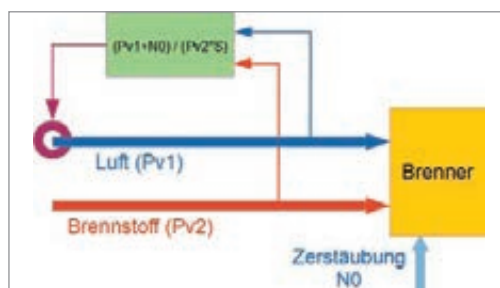 (Pv1+N0) / (Pv2*S)
Luft (Pv1)
Brenner
Brennstoff (Pv2)
Zerstäubung
N0